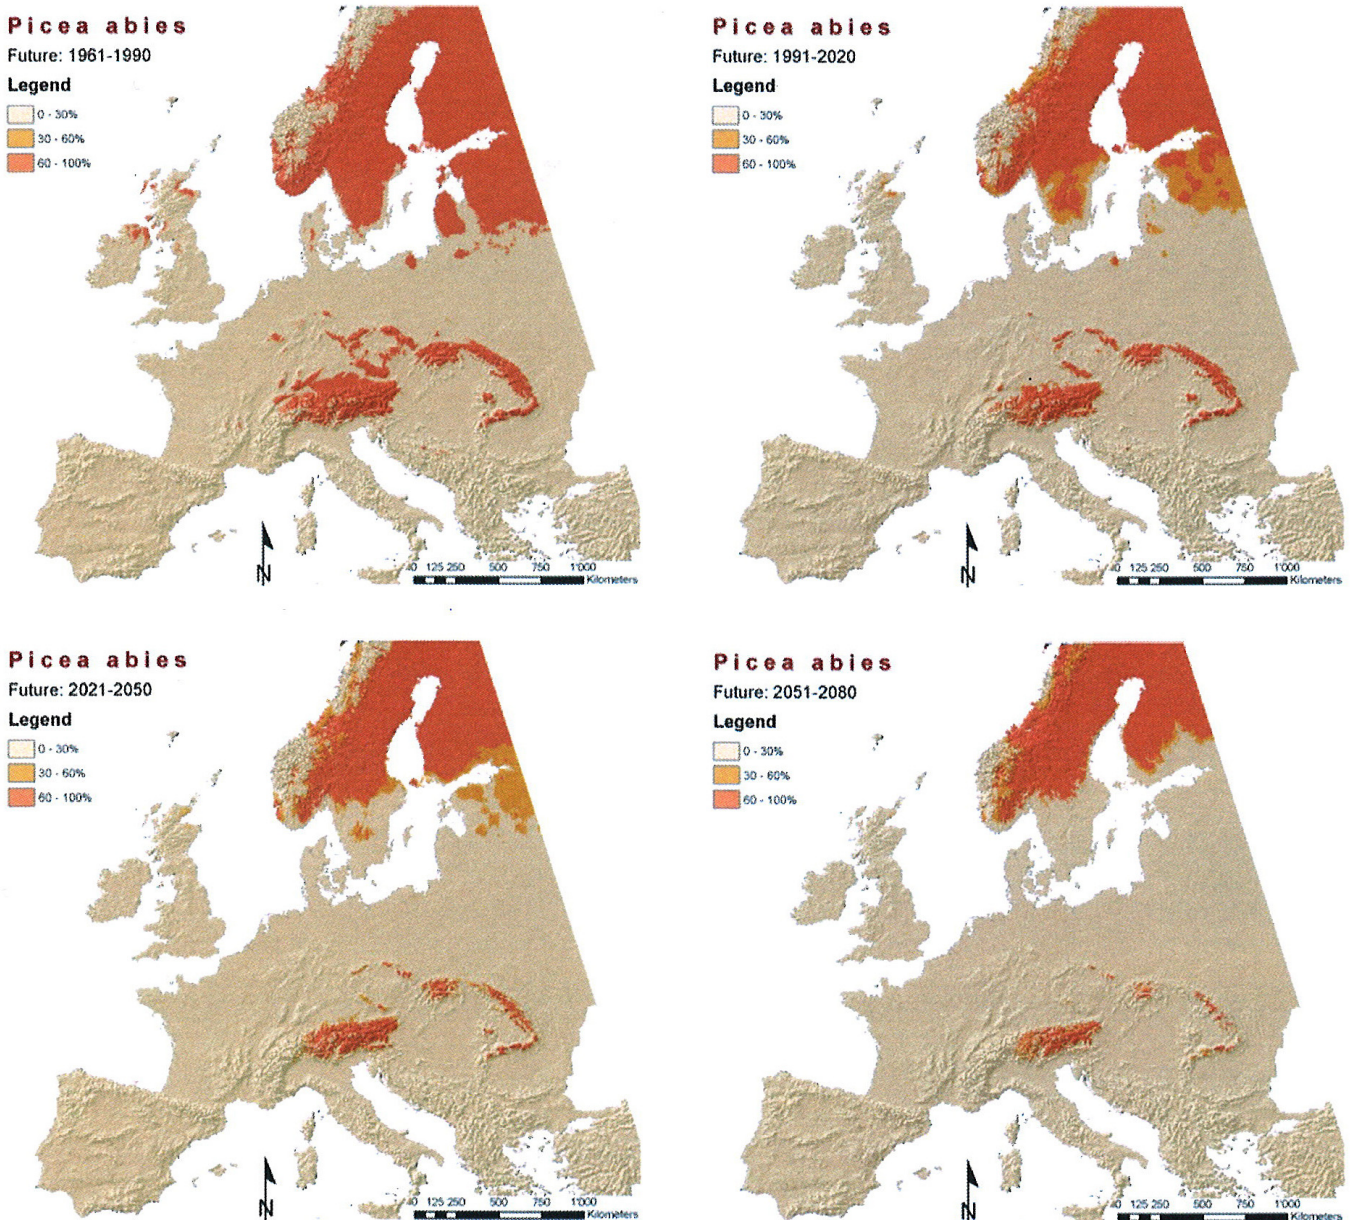 Picea abies
Future: 1961-1990
Legend
0 - 30%
30 - 60%
60 - 100%
N
0 125 250 500 750 1'000
Kilometers
Picea abies
Future: 1991-2020
Legend
0 - 30%
30 - 60%
60 - 100%
N
0 125 250 500 750 1'000
Kilometers
Picea abies
Future: 2021-2050
Legend
0 - 30%
30 - 60%
60 - 100%
N
0 125 250 500 750 1'000
Kilometers
Picea abies
Future: 2051-2080
Legend
0 - 30%
30 - 60%
60 - 100%
N
0 125 250 500 750 1'000
Kilometers